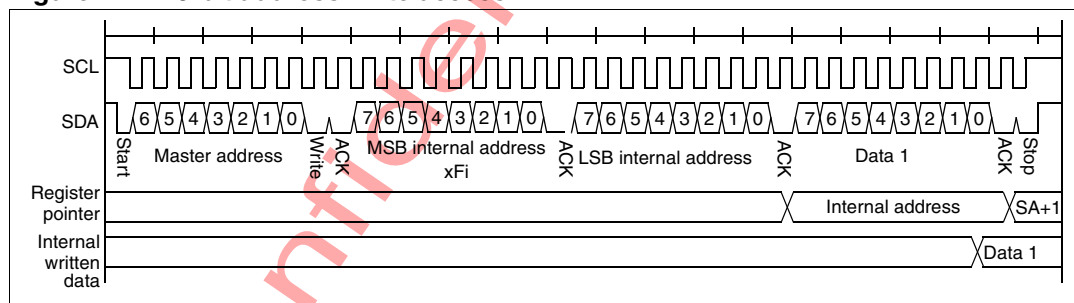 SCL
SDA
6 5 4 3 2 1 0
7 6 5 4 3 2 1 0
7 6 5 4 3 2 1 0
7 6 5 4 3 2 1 0
Start
Master address
Write
ACK
MSB internal address
xFi
ACK
LSB internal address
ACK
Data 1
ACK
Stop
Register
pointer
Internal address
SA+1
Internal
written
data
Data 1
nfide